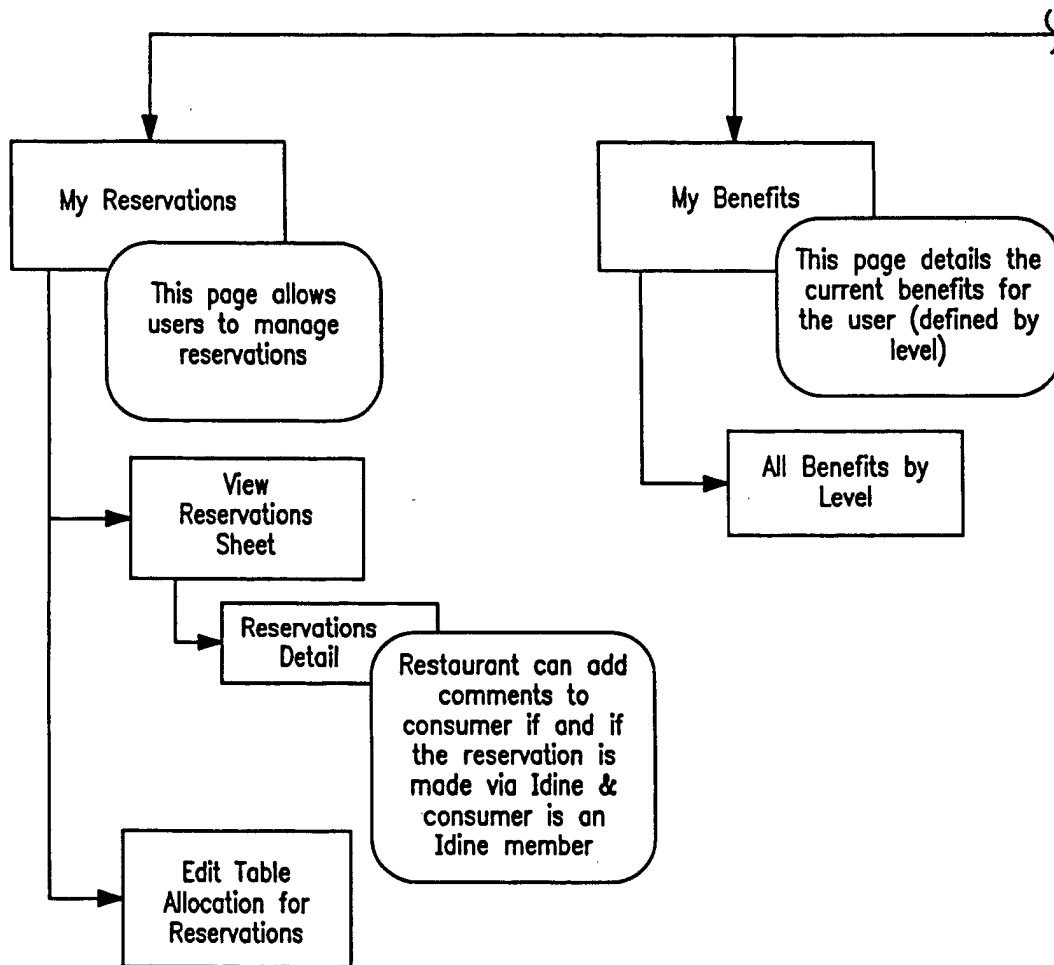 My Reservations
This page allows
users to manage
reservations
View
Reservations
Sheet
Reservations
Detail
Restaurant can add
comments to
consumer if and if
the reservation is
made via Idine &
consumer is an
Idine member
Edit Table
Allocation for
Reservations
My Benefits
This page details the
current benefits for
the user (defined by
level)
All Benefits by
Level